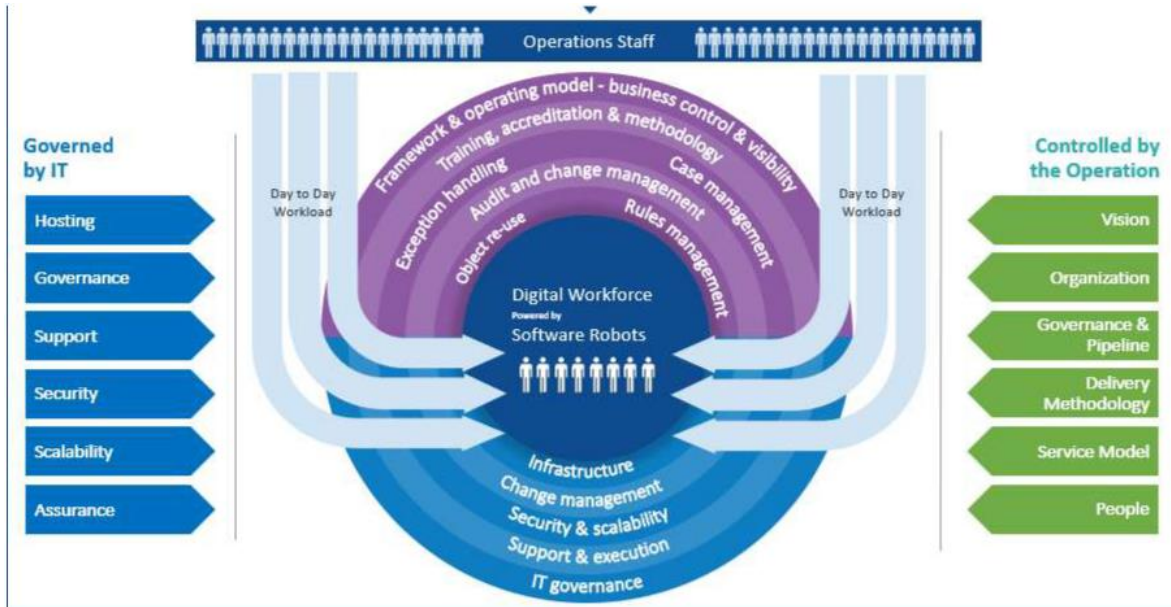 Operations Staff
Governed
by IT
Hosting
Governance
Support
Security
Scalability
Assurance
Day to Day
Workload
Framework & operating model - business control & visibility
Training, accreditation & methodology
Exception handling
Case management
Audit and change management
Object re-use
Rules management
Digital Workforce
Powered by
Software Robots
Infrastructure
Change management
Security & scalability
Support & execution
IT governance
Day to Day
Workload
Controlled by
the Operation
Vision
Organization
Governance &
Pipeline
Delivery
Methodology
Service Model
People